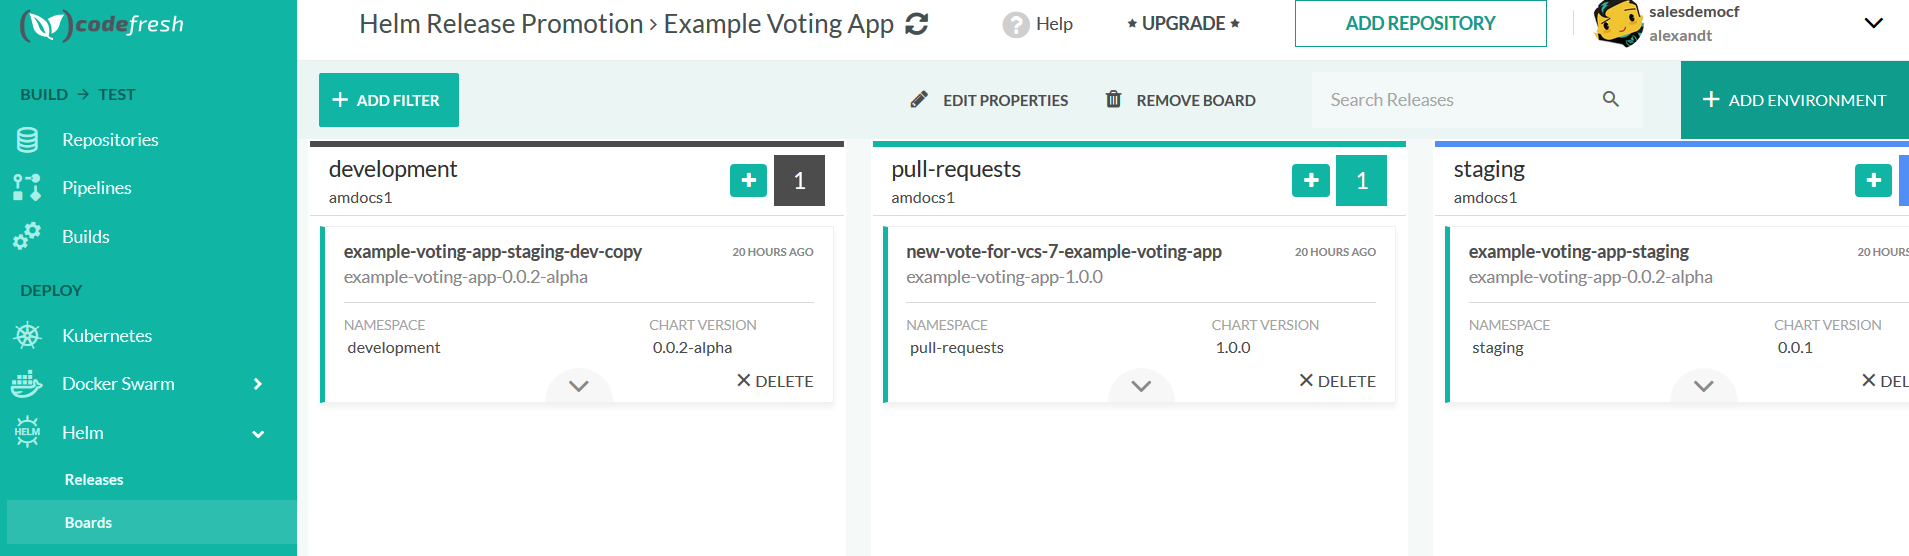 codefresh
Helm Release Promotion › Example Voting App
? Help
★ UPGRADE ★
ADD REPOSITORY
salesdemocf
alexandt
BUILD → TEST
Repositories
Pipelines
Builds
DEPLOY
Kubernetes
Docker Swarm
HELM Helm
Releases
Boards
+ ADD FILTER
EDIT PROPERTIES
REMOVE BOARD
Search Releases
+ ADD ENVIRONMENT
development
amdocs1
+ 1
example-voting-app-staging-dev-copy 20 HOURS AGO
example-voting-app-0.0.2-alpha
NAMESPACE CHART VERSION
development 0.0.2-alpha
× DELETE
pull-requests
amdocs1
+ 1
new-vote-for-vcs-7-example-voting-app 20 HOURS AGO
example-voting-app-1.0.0
NAMESPACE CHART VERSION
pull-requests 1.0.0
× DELETE
staging
amdocs1
+
example-voting-app-staging 20 HOURS
example-voting-app-0.0.2-alpha
NAMESPACE CHART VERSION
staging 0.0.1
× DEL